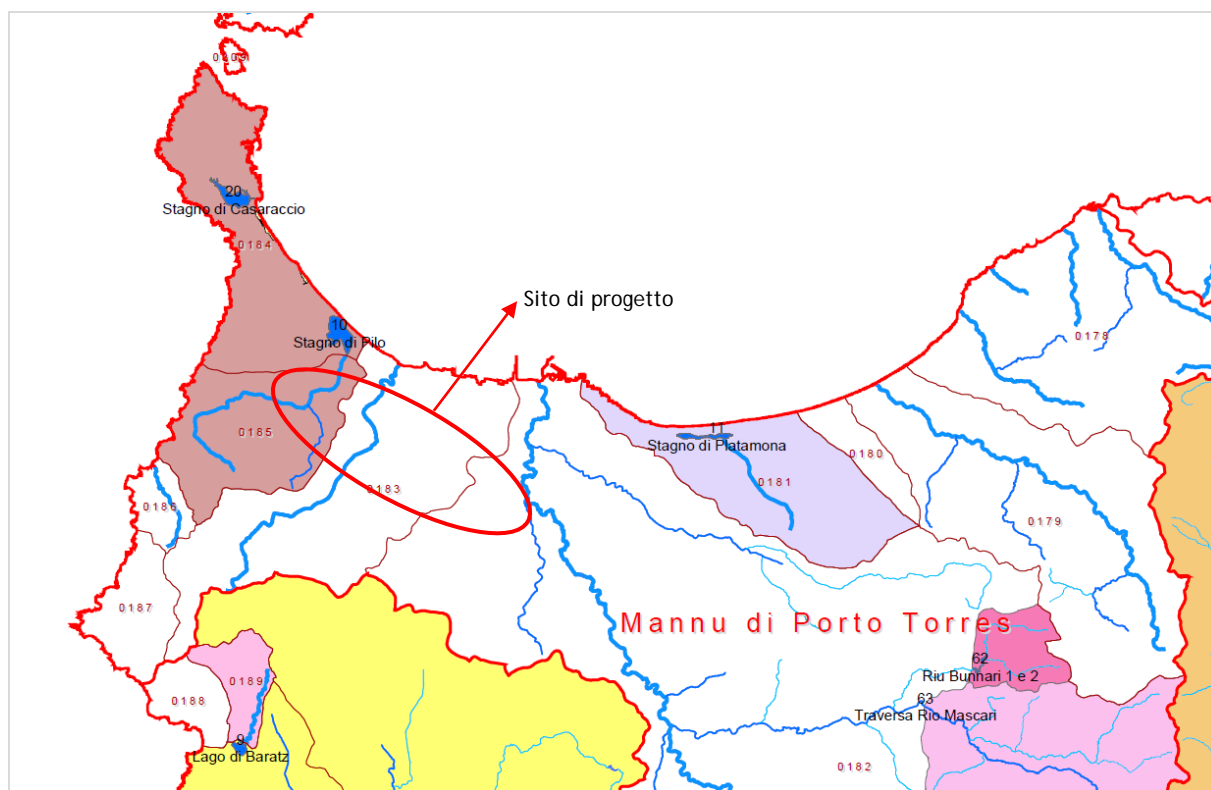 20
Stagno di Casaraccio
0184
Sito di progetto
10
Stagno di Pilo
0178
0185
11
Stagno di Platamona
0180
0181
0183
0186
0179
0187
Mannu di Porto Torres
62
Riu Bunnari 1 e 2
0189
63
0188
Traversa Rio Mascari
9
Lago di Baratz
0182